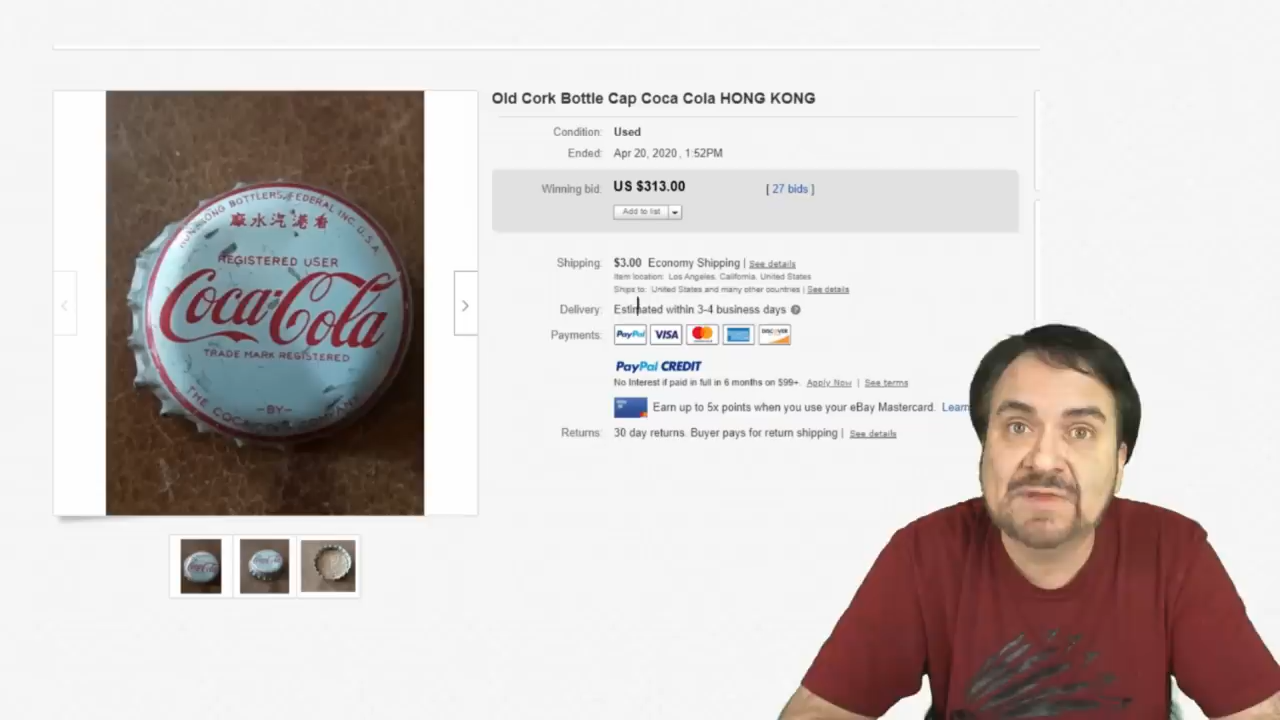 Old Cork Bottle Cap Coca Cola HONG KONG
Condition: Used
Ended: Apr 20, 2020 , 1:52PM
Winning bid: US $313.00 [ 27 bids ]
Add to list
Shipping: $3.00 Economy Shipping | See details
Item location: Los Angeles, California, United States
Ships to: United States and many other countries | See details
Delivery: Estimated within 3-4 business days
Payments: PayPal VISA MasterCard DISCOVER
PayPal CREDIT
No Interest if paid in full in 6 months on $99+. Apply Now | See terms
Earn up to 5x points when you use your eBay Mastercard. Learn
Returns: 30 day returns. Buyer pays for return shipping | See details
BOTTLERS FEDERAL INC. U.S.A.
廠水汽港香
REGISTERED USER
Coca-Cola
TRADE MARK REGISTERED
-BY-
THE COCA